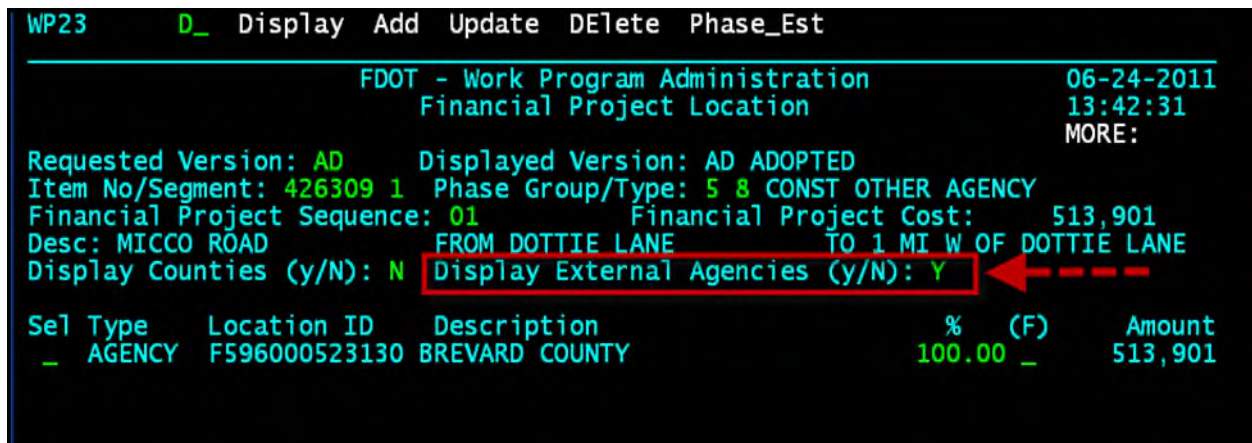 WP23 D_ Display Add Update DElete Phase_Est
FDOT - Work Program Administration 06-24-2011
Financial Project Location 13:42:31
MORE:
Requested Version: AD Displayed Version: AD ADOPTED
Item No/Segment: 426309 1 Phase Group/Type: 5 8 CONST OTHER AGENCY
Financial Project Sequence: 01 Financial Project Cost: 513,901
Desc: MICCO ROAD FROM DOTTIE LANE TO 1 MI W OF DOTTIE LANE
Display Counties (y/N): N Display External Agencies (y/N): Y
Sel Type Location ID Description % (F) Amount
_ AGENCY F596000523130 BREVARD COUNTY 100.00 _ 513,901